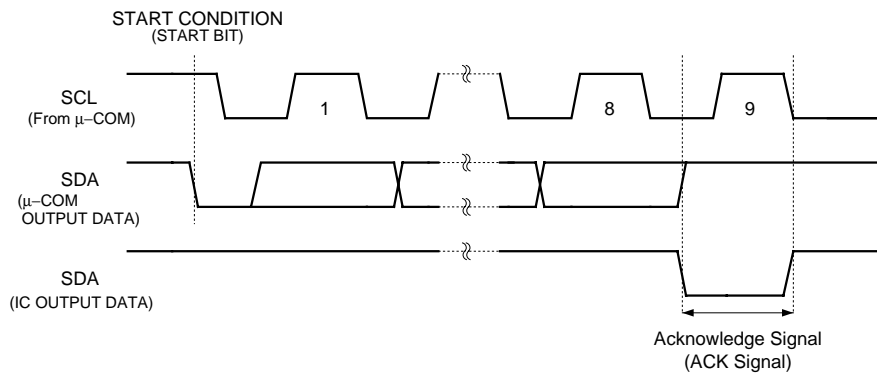 START CONDITION
(START BIT)
SCL
(From μ−COM)
1
8
9
SDA
(μ−COM
OUTPUT DATA)
SDA
(IC OUTPUT DATA)
Acknowledge Signal
(ACK Signal)